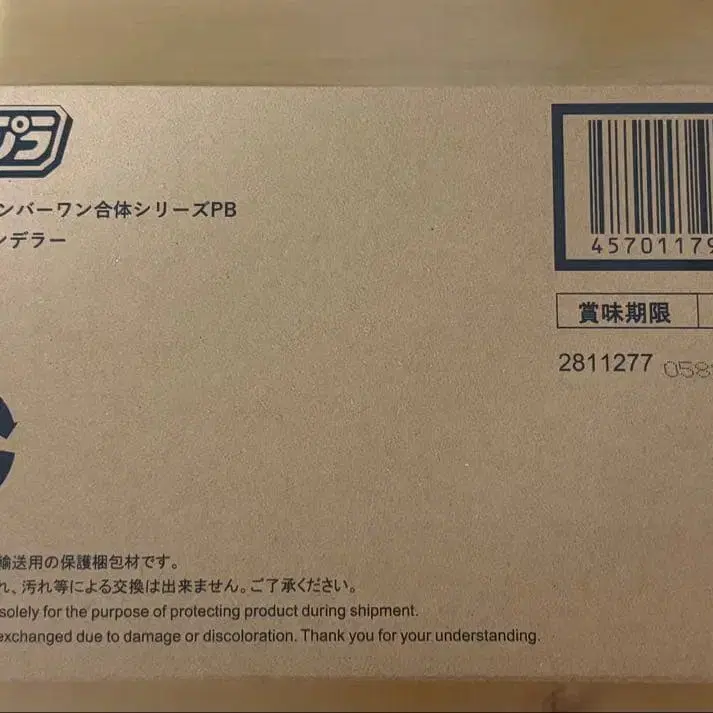 プラ
ンバーワン合体シリーズPB
ンデラー
45701179
賞味期限
2811277 058
輸送用の保護梱包材です。
れ、汚れ等による交換は出来ません。ご了承ください。
solely for the purpose of protecting product during shipment.
exchanged due to damage or discoloration. Thank you for your understanding.